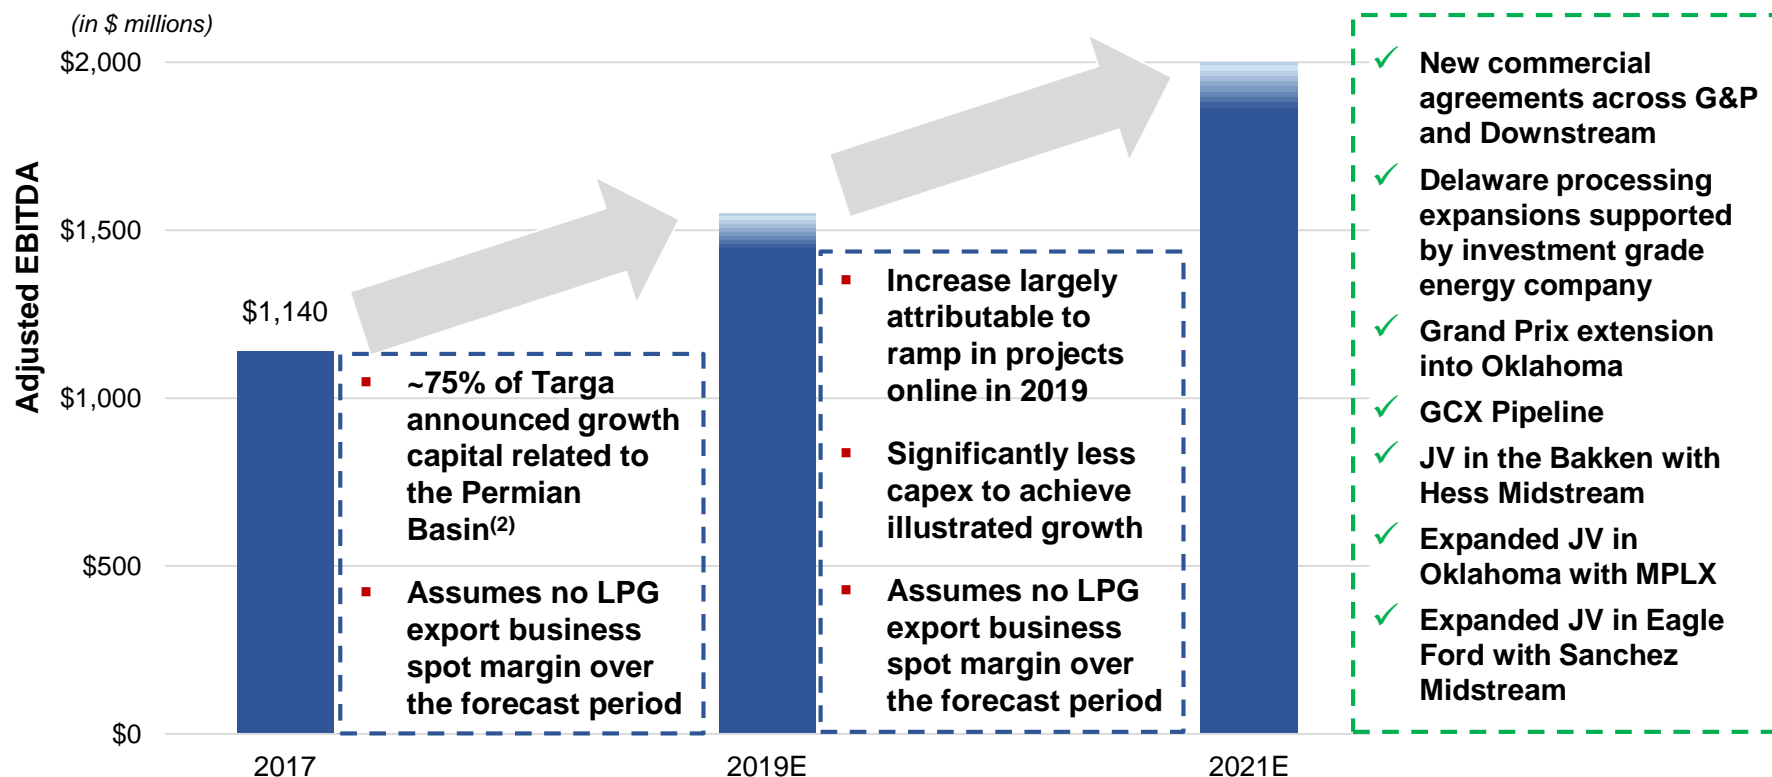 (in $ millions)
Adjusted EBITDA
$2,000
$1,500
$1,000
$500
$0
$1,140
2017
2019E
2021E
▪ ~75% of Targa
announced growth
capital related to
the Permian
Basin(2)
▪ Assumes no LPG
export business
spot margin over
the forecast period
▪ Increase largely
attributable to
ramp in projects
online in 2019
▪ Significantly less
capex to achieve
illustrated growth
▪ Assumes no LPG
export business
spot margin over
the forecast period
✓ New commercial
agreements across G&P
and Downstream
✓ Delaware processing
expansions supported
by investment grade
energy company
✓ Grand Prix extension
into Oklahoma
✓ GCX Pipeline
✓ JV in the Bakken with
Hess Midstream
✓ Expanded JV in
Oklahoma with MPLX
✓ Expanded JV in Eagle
Ford with Sanchez
Midstream